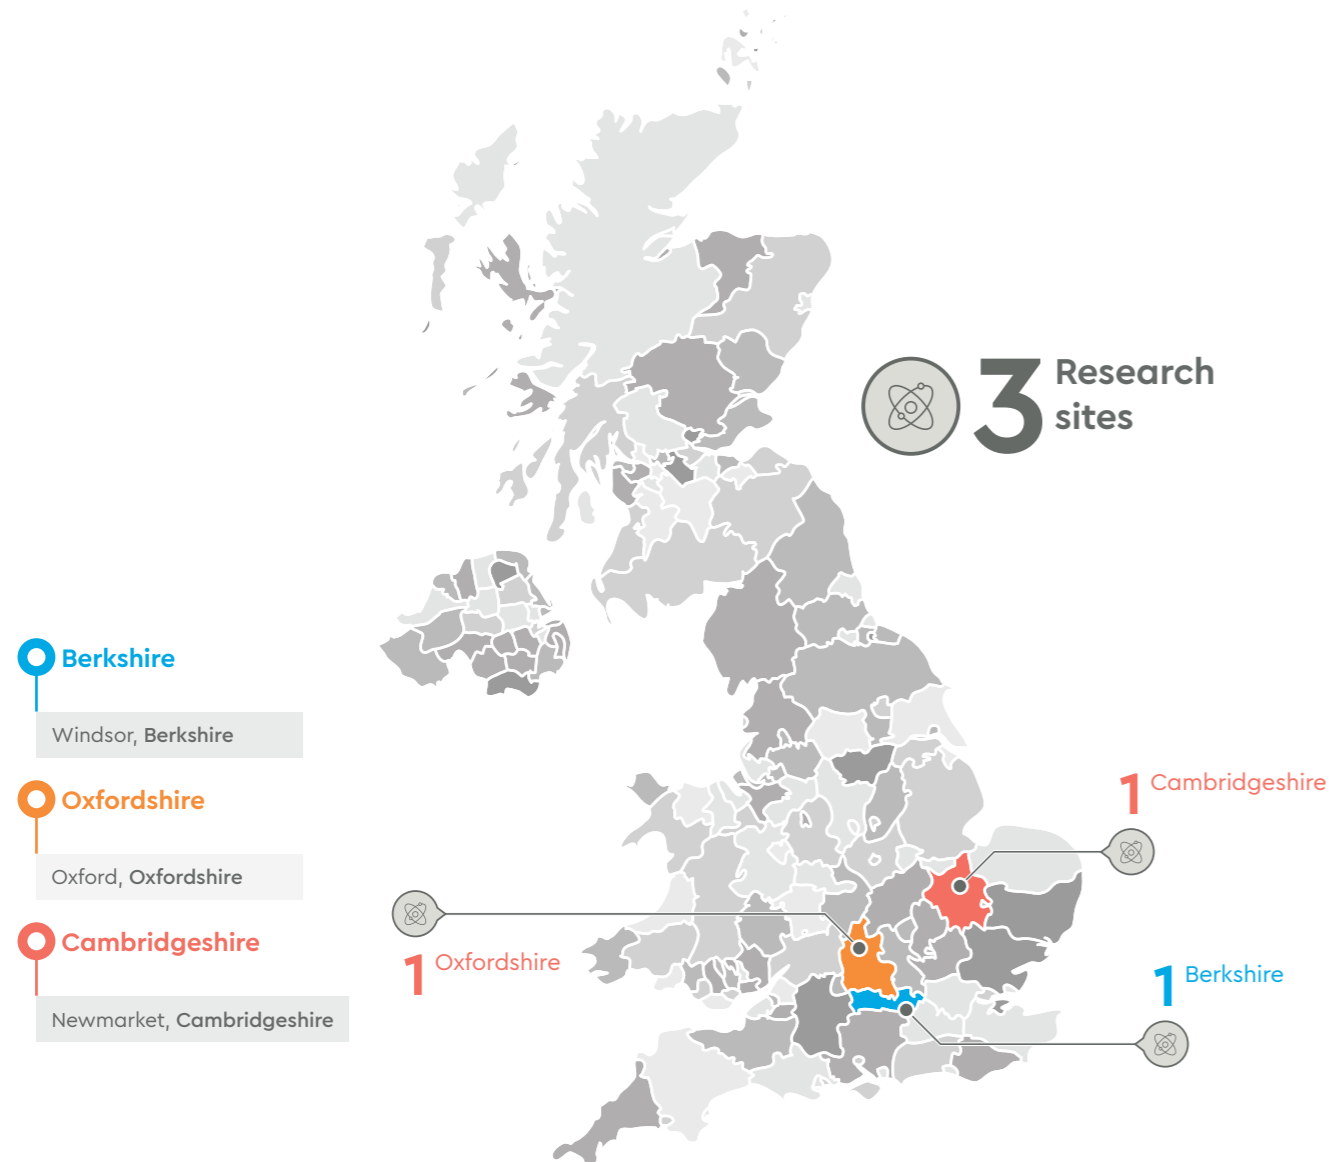 3 Research
sites
Berkshire
Windsor, Berkshire
Oxfordshire
Oxford, Oxfordshire
Cambridgeshire
Newmarket, Cambridgeshire
1 Cambridgeshire
1 Oxfordshire
1 Berkshire